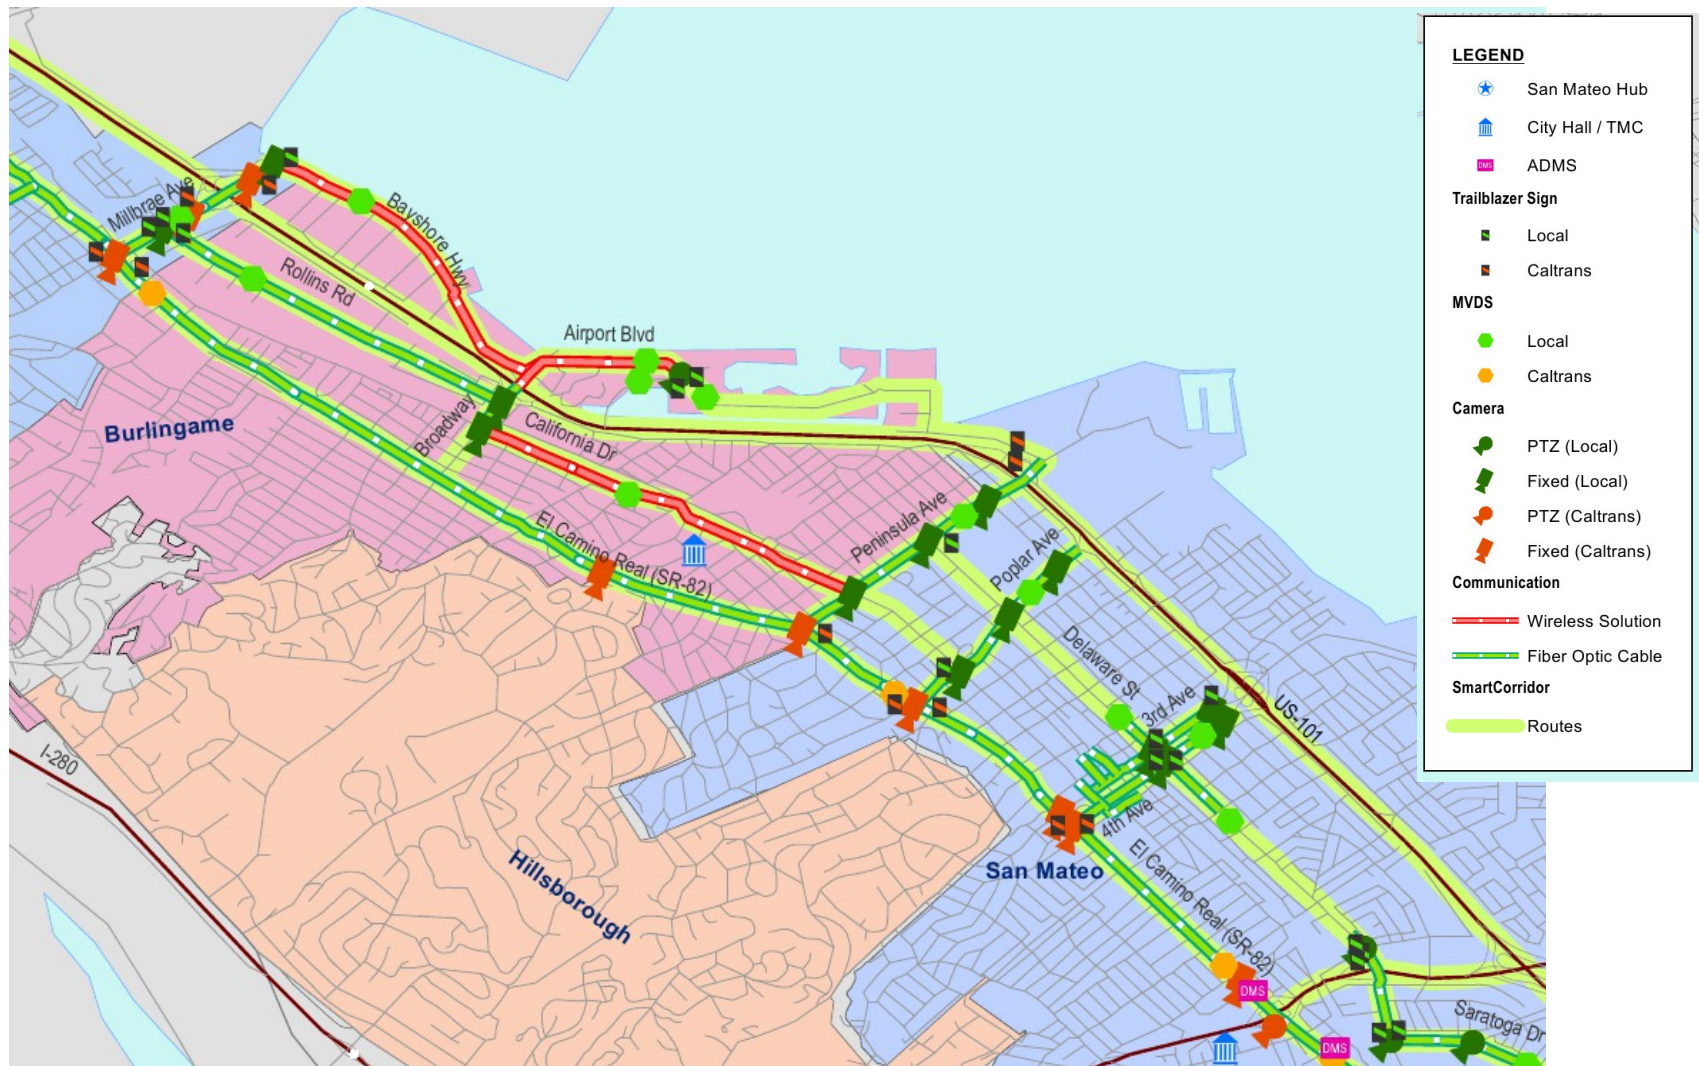 Millbrae Ave
Bayshore Hwy
Rollins Rd
Airport Blvd
Burlingame
Broadway
California Dr
El Camino Real (SR-82)
Peninsula Ave
Poplar Ave
Delaware St
3rd Ave
US-101
4th Ave
I-280
Hillsborough
San Mateo
El Camino Real (SR-82)
DMS
DMS
Saratoga Dr
LEGEND
San Mateo Hub
City Hall / TMC
DMS ADMS
Trailblazer Sign
Local
Caltrans
MVDS
Local
Caltrans
Camera
PTZ (Local)
Fixed (Local)
PTZ (Caltrans)
Fixed (Caltrans)
Communication
Wireless Solution
Fiber Optic Cable
SmartCorridor
Routes